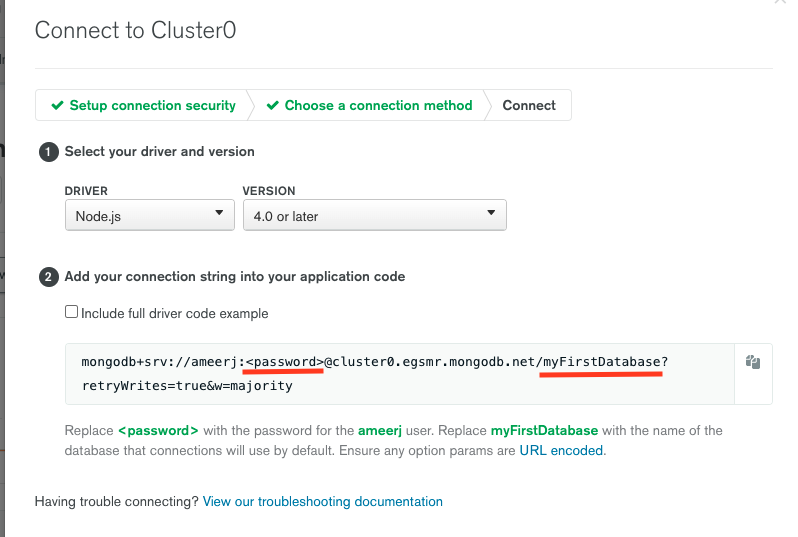 Connect to Cluster0
Setup connection security
Choose a connection method
Connect
1 Select your driver and version
DRIVER
VERSION
Node.js
4.0 or later
2 Add your connection string into your application code
Include full driver code example
mongodb+srv://ameerj:<password>@cluster0.egsmr.mongodb.net/myFirstDatabase?
retryWrites=true&w=majority
Replace <password> with the password for the ameerj user. Replace myFirstDatabase with the name of the
database that connections will use by default. Ensure any option params are URL encoded.
Having trouble connecting? View our troubleshooting documentation